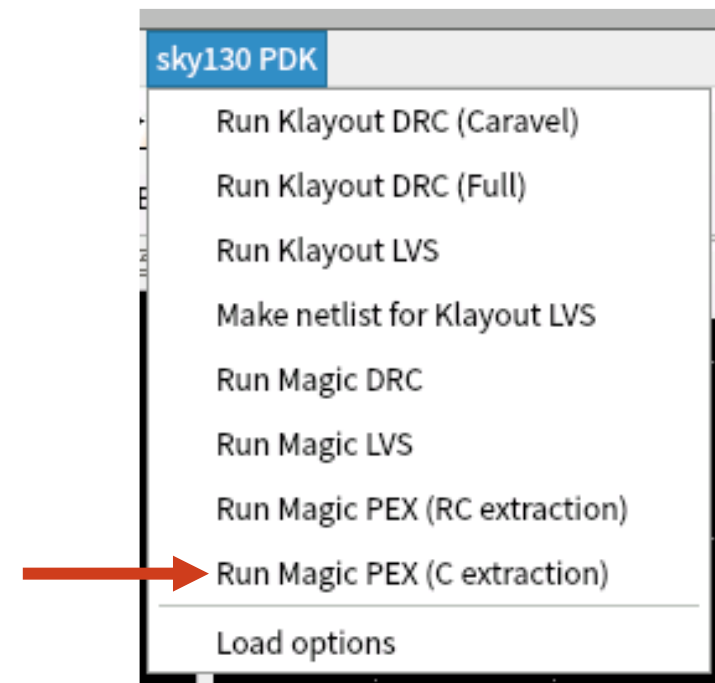 sky130 PDK
Run Klayout DRC (Caravel)
Run Klayout DRC (Full)
Run Klayout LVS
Make netlist for Klayout LVS
Run Magic DRC
Run Magic LVS
Run Magic PEX (RC extraction)
Run Magic PEX (C extraction)
Load options